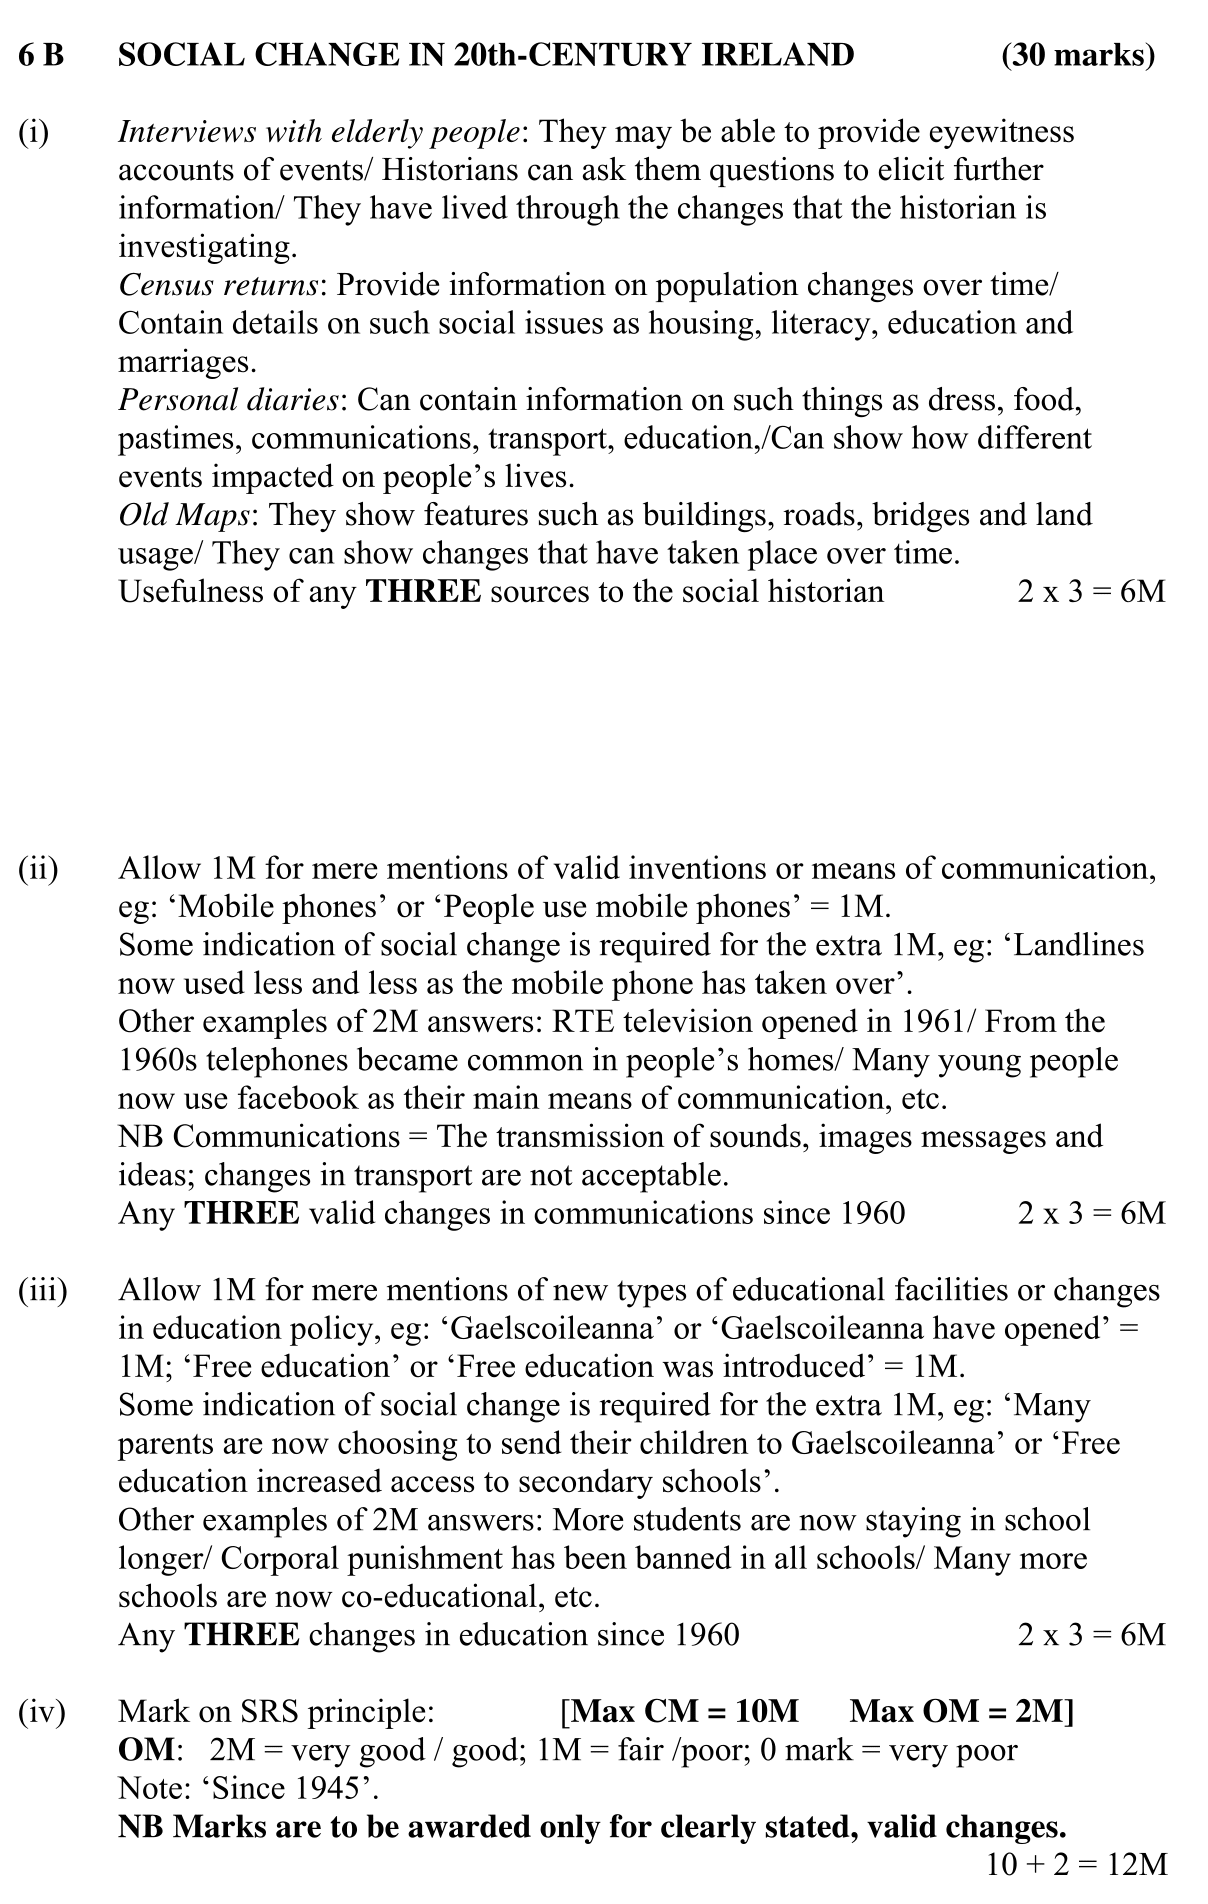 6 B SOCIAL CHANGE IN 20th-CENTURY IRELAND (30 marks)
(i) Interviews with elderly people: They may be able to provide eyewitness
accounts of events/ Historians can ask them questions to elicit further
information/ They have lived through the changes that the historian is
investigating.
Census returns: Provide information on population changes over time/
Contain details on such social issues as housing, literacy, education and
marriages.
Personal diaries: Can contain information on such things as dress, food,
pastimes, communications, transport, education,/Can show how different
events impacted on people’s lives.
Old Maps: They show features such as buildings, roads, bridges and land
usage/ They can show changes that have taken place over time.
Usefulness of any THREE sources to the social historian 2 x 3 = 6M
(ii) Allow 1M for mere mentions of valid inventions or means of communication,
eg: ‘Mobile phones’ or ‘People use mobile phones’ = 1M.
Some indication of social change is required for the extra 1M, eg: ‘Landlines
now used less and less as the mobile phone has taken over’.
Other examples of 2M answers: RTE television opened in 1961/ From the
1960s telephones became common in people’s homes/ Many young people
now use facebook as their main means of communication, etc.
NB Communications = The transmission of sounds, images messages and
ideas; changes in transport are not acceptable.
Any THREE valid changes in communications since 1960 2 x 3 = 6M
(iii) Allow 1M for mere mentions of new types of educational facilities or changes
in education policy, eg: ‘Gaelscoileanna’ or ‘Gaelscoileanna have opened’ =
1M; ‘Free education’ or ‘Free education was introduced’ = 1M.
Some indication of social change is required for the extra 1M, eg: ‘Many
parents are now choosing to send their children to Gaelscoileanna’ or ‘Free
education increased access to secondary schools’.
Other examples of 2M answers: More students are now staying in school
longer/ Corporal punishment has been banned in all schools/ Many more
schools are now co-educational, etc.
Any THREE changes in education since 1960 2 x 3 = 6M
(iv) Mark on SRS principle: [Max CM = 10M Max OM = 2M]
OM: 2M = very good / good; 1M = fair /poor; 0 mark = very poor
Note: ‘Since 1945’.
NB Marks are to be awarded only for clearly stated, valid changes.
10 + 2 = 12M